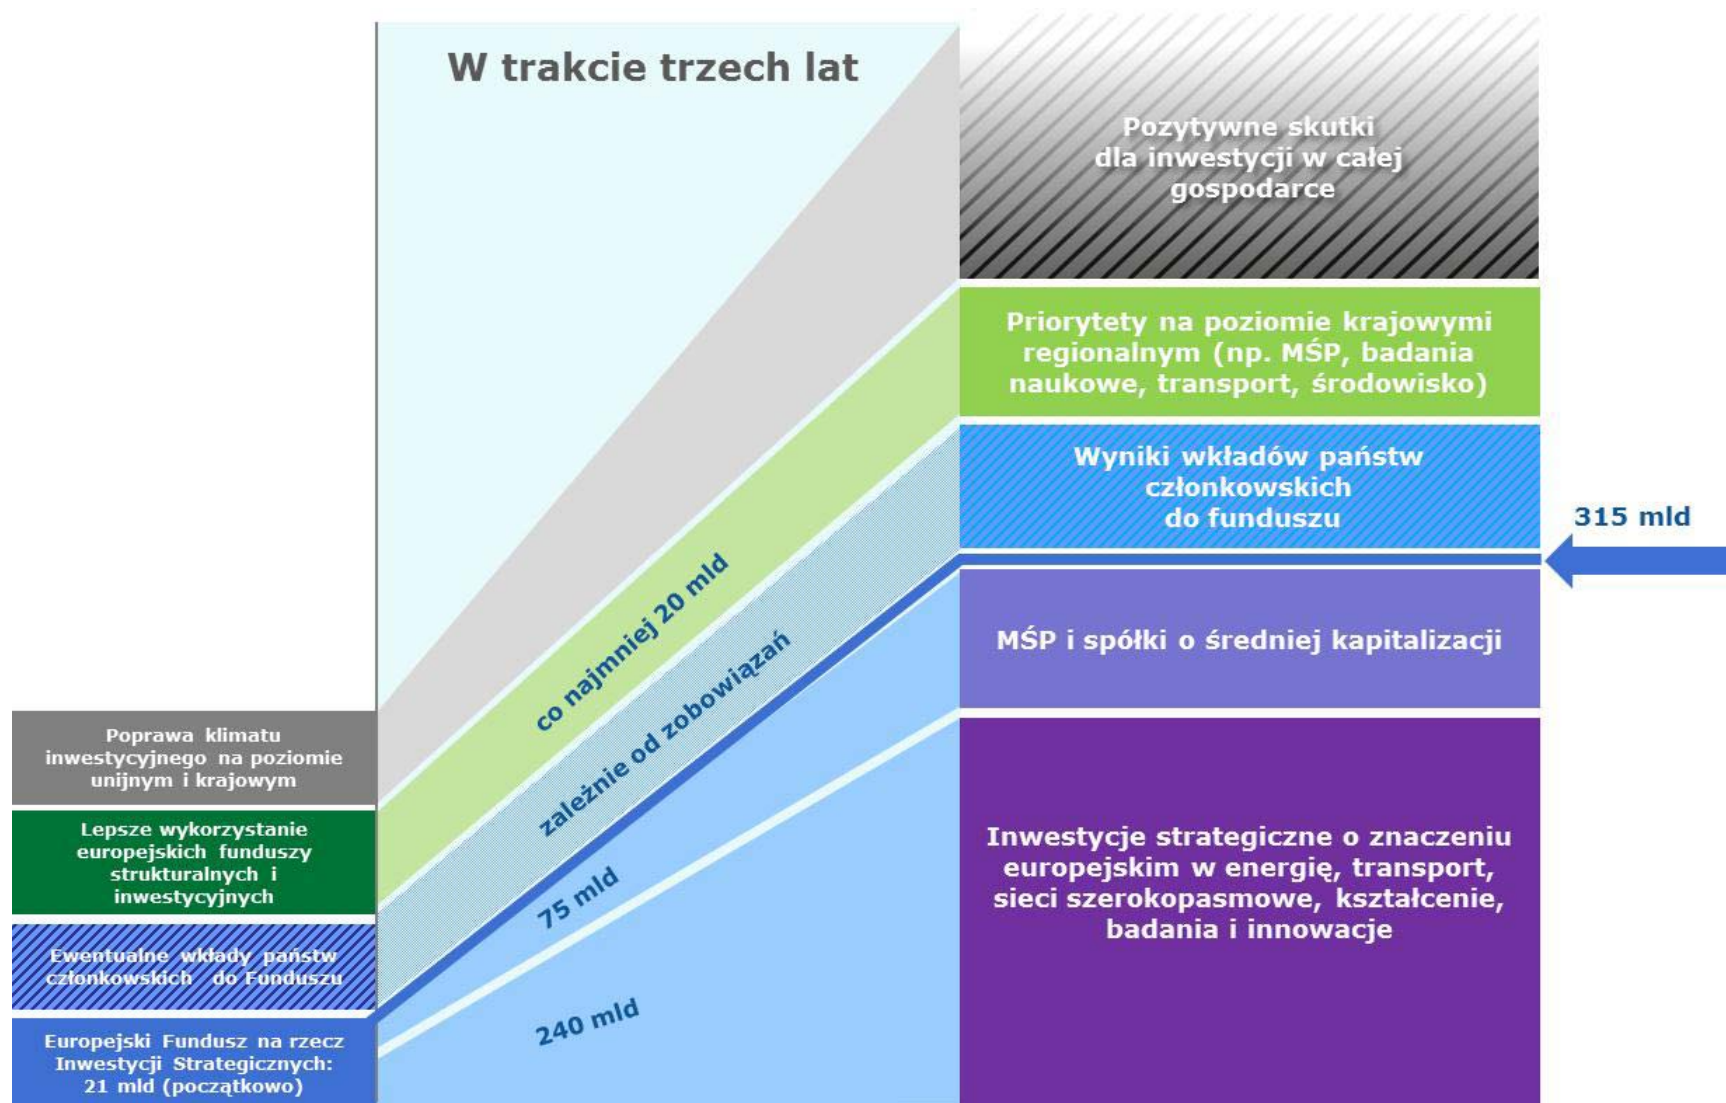 W trakcie trzech lat
Pozytywne skutki
dla inwestycji w całej
gospodarce
Priorytety na poziomie krajowymi
regionalnym (np. MŚP, badania
naukowe, transport, środowisko)
Wyniki wkładów państw
członkowskich
do funduszu
315 mld
MŚP i spółki o średniej kapitalizacji
Inwestycje strategiczne o znaczeniu
europejskim w energię, transport,
sieci szerokopasmowe, kształcenie,
badania i innowacje
co najmniej 20 mld
zależnie od zobowiązań
75 mld
240 mld
Poprawa klimatu
inwestycyjnego na poziomie
unijnym i krajowym
Lepsze wykorzystanie
europejskich funduszy
strukturalnych i
inwestycyjnych
Ewentualne wkłady państw
członkowskich do Funduszu
Europejski Fundusz na rzecz
Inwestycji Strategicznych:
21 mld (początkowo)